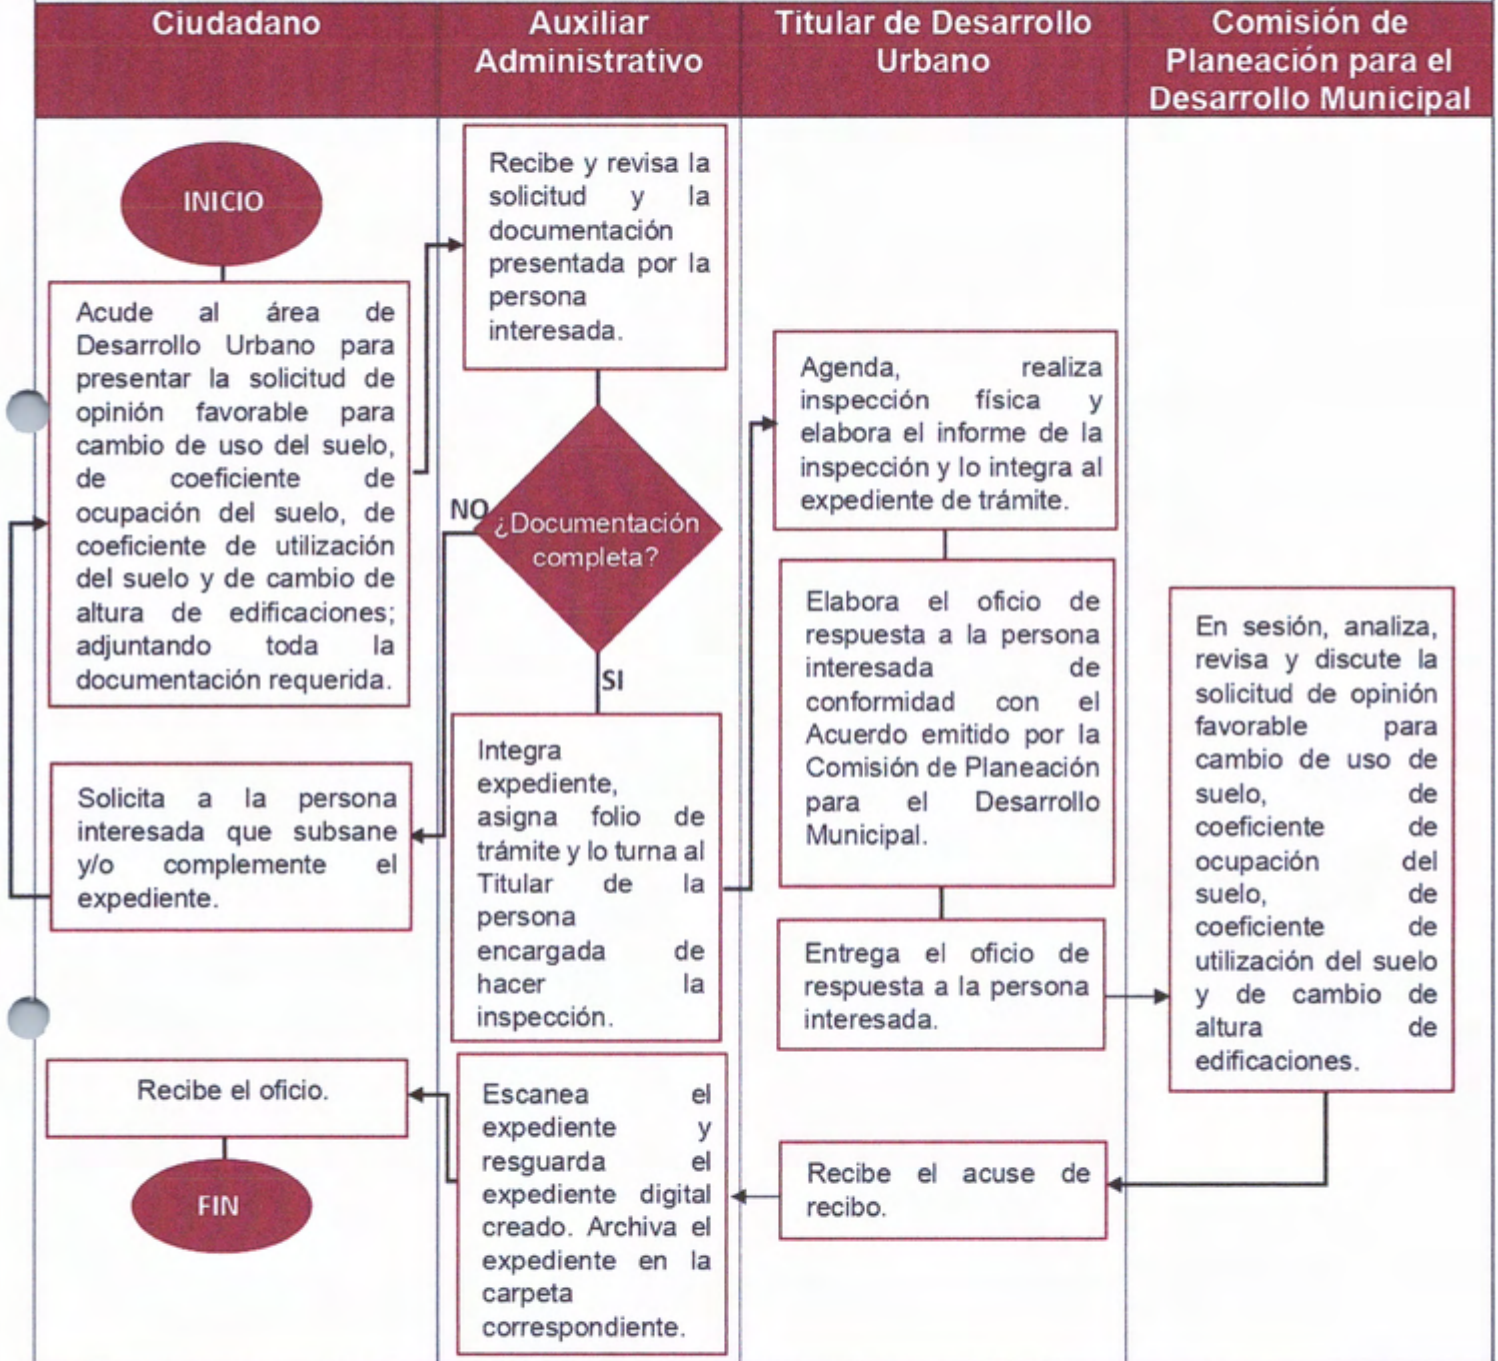 Ciudadano
Auxiliar
Administrativo
Titular de Desarrollo
Urbano
Comisión de
Planeación para el
Desarrollo Municipal
INICIO
Acude al área de
Desarrollo Urbano para
presentar la solicitud de
opinión favorable para
cambio de uso del suelo,
de coeficiente de
ocupación del suelo, de
coeficiente de utilización
del suelo y de cambio de
altura de edificaciones;
adjuntando toda la
documentación requerida.
Recibe y revisa la
solicitud y la
documentación
presentada por la
persona
interesada.
¿Documentación
completa?
NO
SI
Solicita a la persona
interesada que subsane
y/o complemente el
expediente.
Integra
expediente,
asigna folio de
trámite y lo turna al
Titular de la
persona
encargada de
hacer la
inspección.
Agenda, realiza
inspección física y
elabora el informe de la
inspección y lo integra al
expediente de trámite.
Elabora el oficio de
respuesta a la persona
interesada de
conformidad con el
Acuerdo emitido por la
Comisión de Planeación
para el Desarrollo
Municipal.
Entrega el oficio de
respuesta a la persona
interesada.
En sesión, analiza,
revisa y discute la
solicitud de opinión
favorable para
cambio de uso de
suelo, de
coeficiente de
ocupación del
suelo, de
coeficiente de
utilización del suelo
y de cambio de
altura de
edificaciones.
Recibe el acuse de
recibo.
Escanea el
expediente y
resguarda el
expediente digital
creado. Archiva el
expediente en la
carpeta
correspondiente.
Recibe el oficio.
FIN